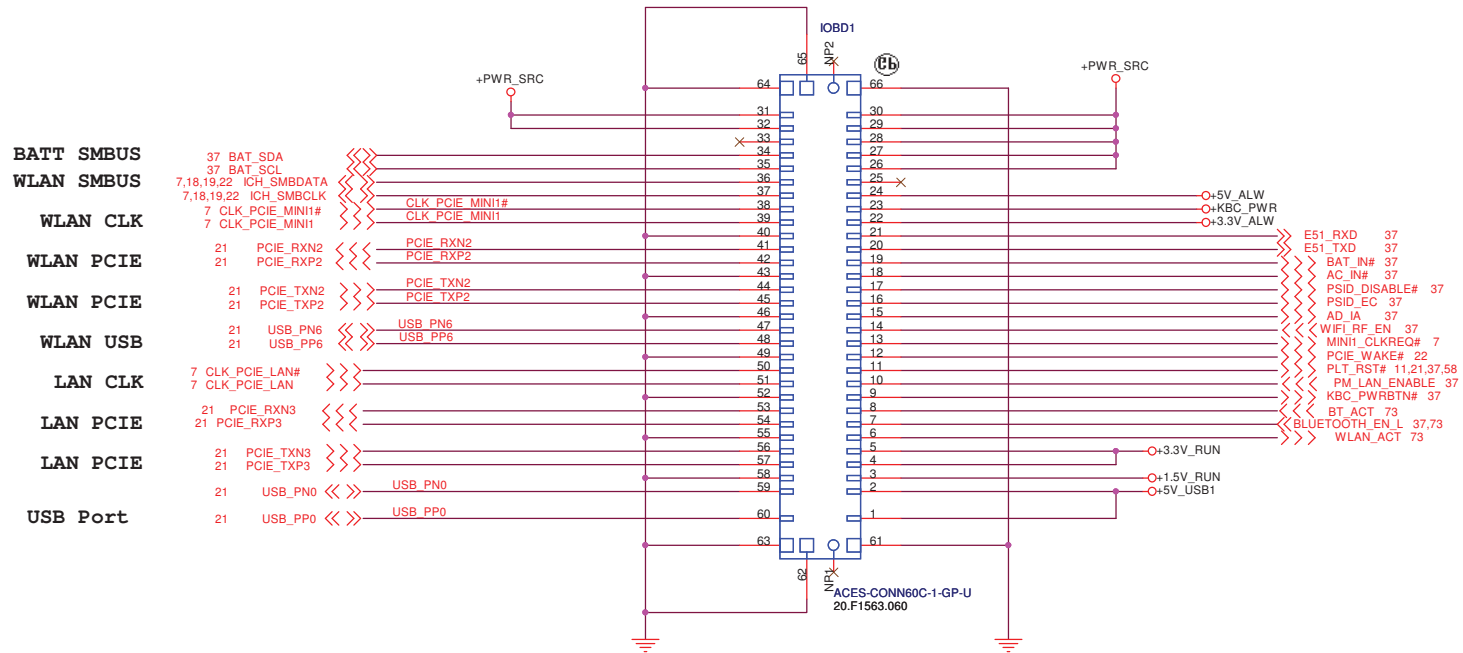 IOBD1
65
NP2
Cb
+PWR_SRC
+PWR_SRC
64
66
31
30
32
29
33
28
BATT SMBUS
37 BAT_SDA
34
27
37 BAT_SCL
35
26
WLAN SMBUS
7,18,19,22 ICH_SMBDATA
36
25
7,18,19,22 ICH_SMBCLK
37
24
+5V_ALW
CLK_PCIE_MINI1#
7 CLK_PCIE_MINI1#
38
23
+KBC_PWR
WLAN CLK
7 CLK_PCIE_MINI1
CLK_PCIE_MINI1
39
22
+3.3V_ALW
40
21
E51_RXD 37
21 PCIE_RXN2
PCIE_RXN2
41
20
E51_TXD 37
WLAN PCIE
21 PCIE_RXP2
PCIE_RXP2
42
19
BAT_IN# 37
43
18
AC_IN# 37
21 PCIE_TXN2
PCIE_TXN2
44
17
PSID_DISABLE# 37
WLAN PCIE
21 PCIE_TXP2
PCIE_TXP2
45
16
PSID_EC 37
46
15
AD_IA 37
21 USB_PN6
USB_PN6
47
14
WIFI_RF_EN 37
WLAN USB
21 USB_PP6
USB_PP6
48
13
MINI1_CLKREQ# 7
49
12
PCIE_WAKE# 22
7 CLK_PCIE_LAN#
50
11
PLT_RST# 11,21,37,58
LAN CLK
7 CLK_PCIE_LAN
51
10
PM_LAN_ENABLE 37
52
9
KBC_PWRBTN# 37
21 PCIE_RXN3
53
8
BT_ACT 73
LAN PCIE
21 PCIE_RXP3
54
7
BLUETOOTH_EN_L 37,73
55
6
WLAN_ACT 73
21 PCIE_TXN3
56
5
+3.3V_RUN
LAN PCIE
21 PCIE_TXP3
57
4
58
3
+1.5V_RUN
21 USB_PN0
USB_PN0
59
2
+5V_USB1
USB Port
21 USB_PP0
USB_PP0
60
1
63
61
62
NP1
ACES-CONN60C-1-GP-U
20.F1563.060